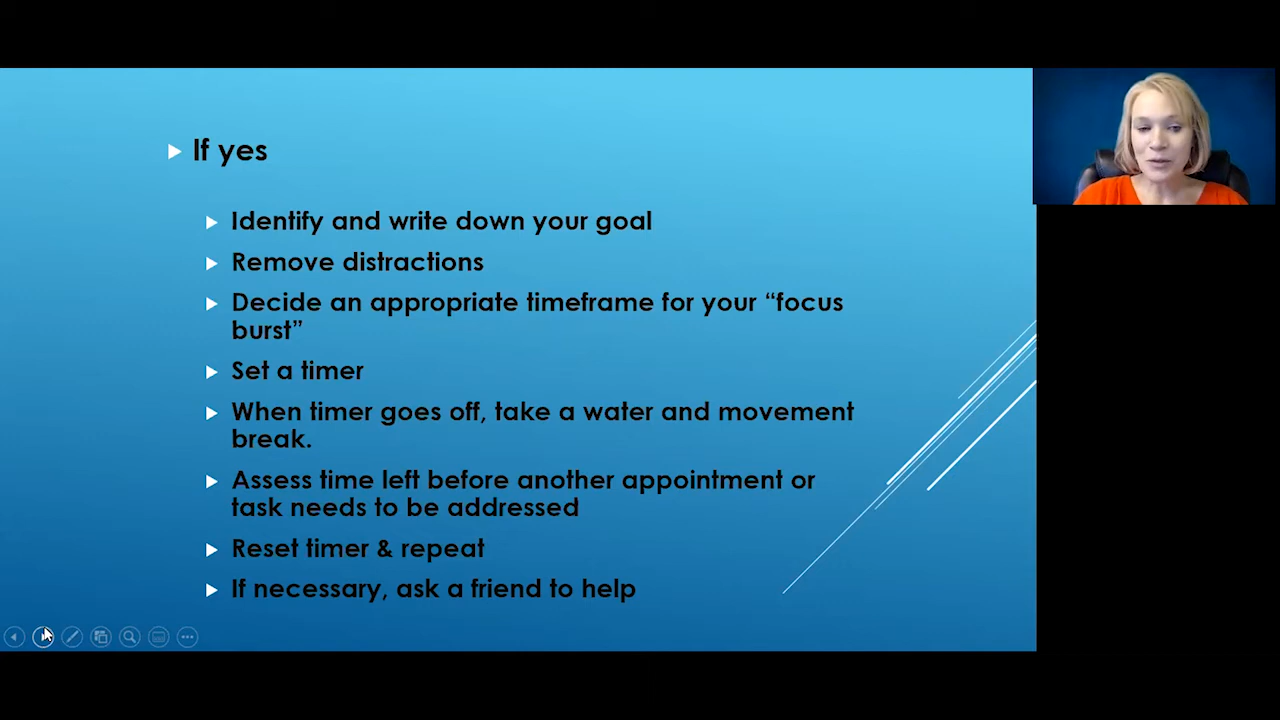 If yes
Identify and write down your goal
Remove distractions
Decide an appropriate timeframe for your “focus
burst”
Set a timer
When timer goes off, take a water and movement
break.
Assess time left before another appointment or
task needs to be addressed
Reset timer & repeat
If necessary, ask a friend to help